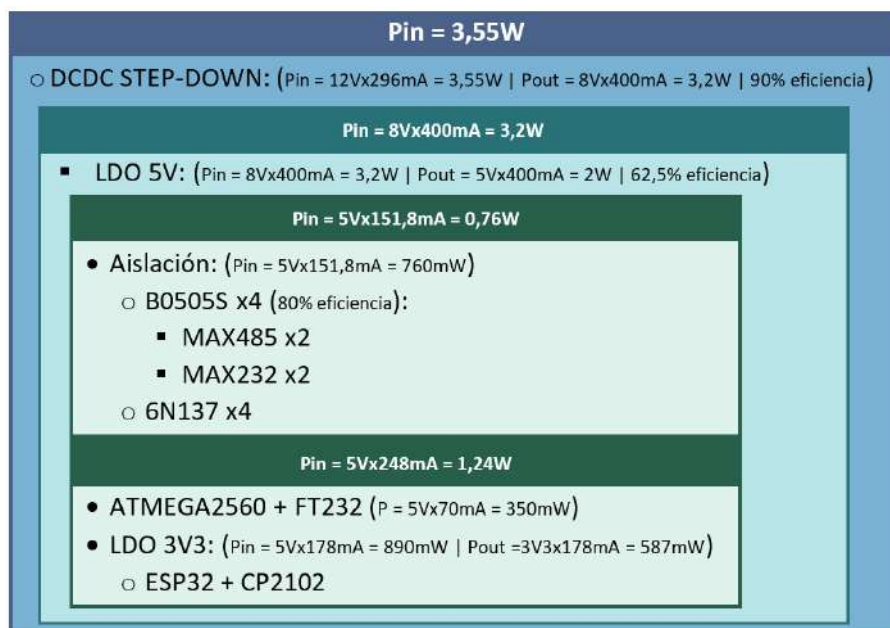 Pin = 3,55W
○ DCDC STEP-DOWN: (Pin = 12Vx296mA = 3,55W | Pout = 8Vx400mA = 3,2W | 90% eficiencia)
Pin = 8Vx400mA = 3,2W
▪ LDO 5V: (Pin = 8Vx400mA = 3,2W | Pout = 5Vx400mA = 2W | 62,5% eficiencia)
Pin = 5Vx151,8mA = 0,76W
• Aislación: (Pin = 5Vx151,8mA = 760mW)
○ B0505S x4 (80% eficiencia):
▪ MAX485 x2
▪ MAX232 x2
○ 6N137 x4
Pin = 5Vx248mA = 1,24W
• ATMEGA2560 + FT232 (P = 5Vx70mA = 350mW)
• LDO 3V3: (Pin = 5Vx178mA = 890mW | Pout =3V3x178mA = 587mW)
○ ESP32 + CP2102